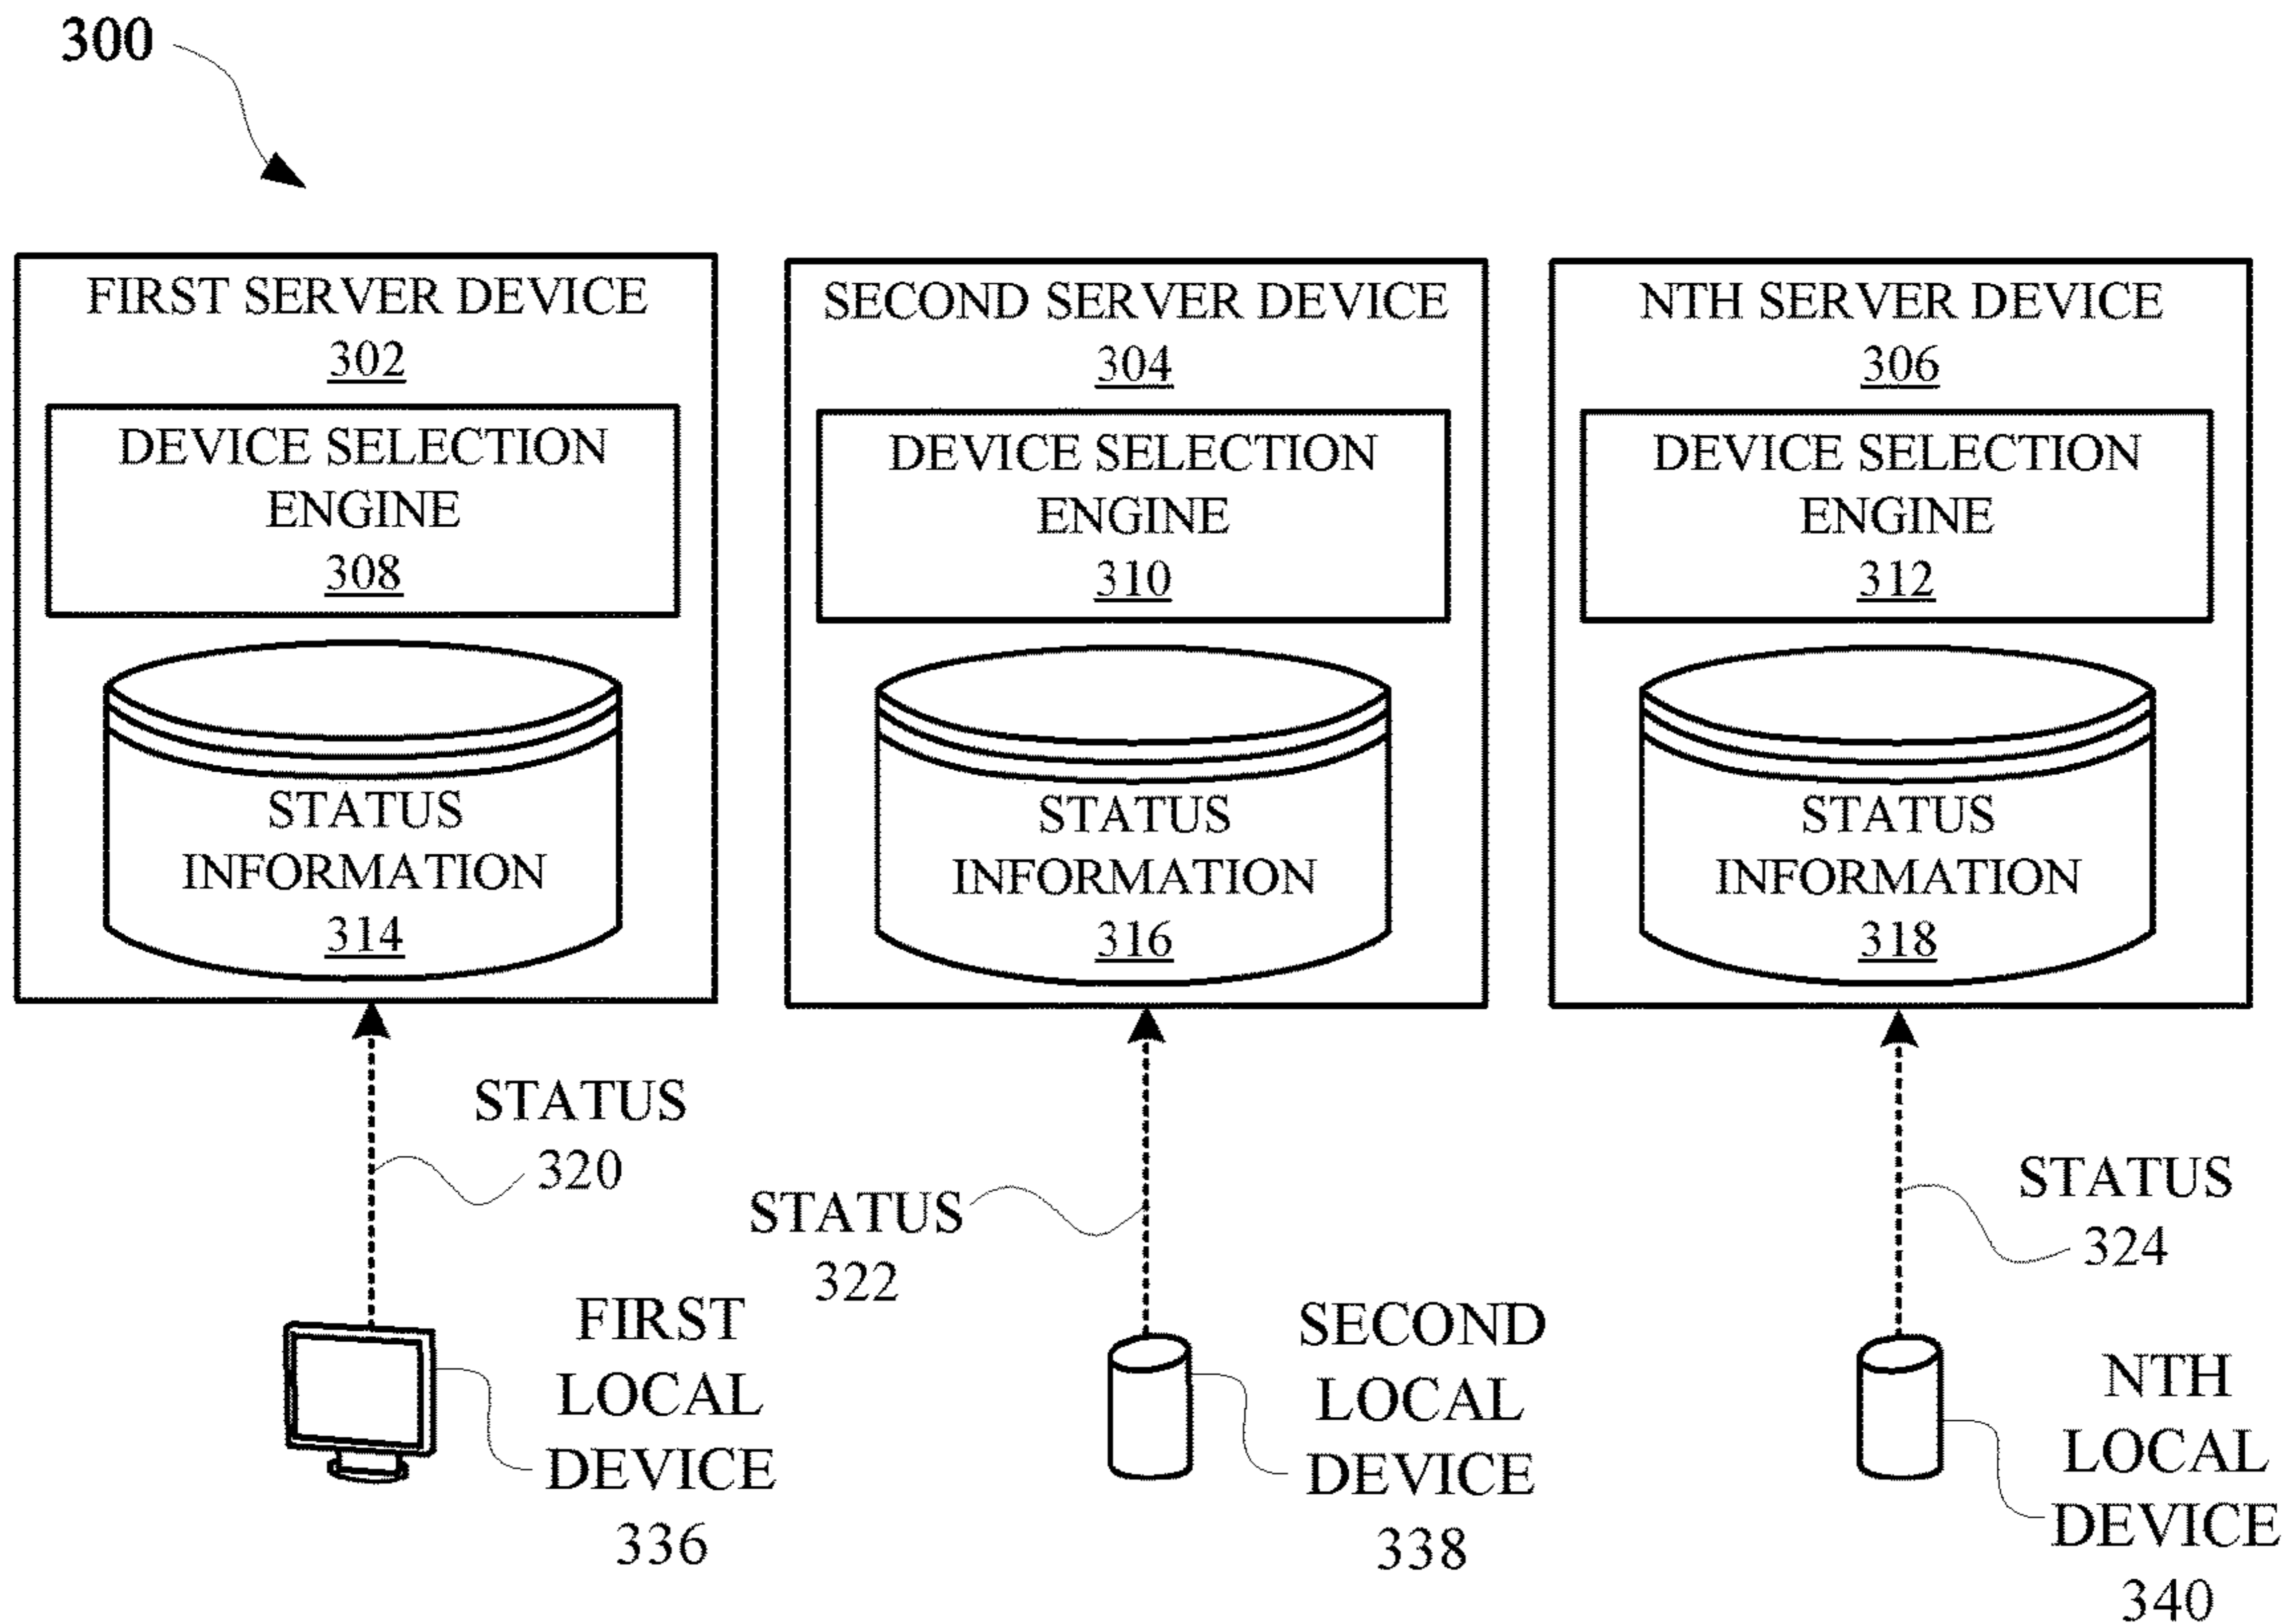 300
FIRST SERVER DEVICE
302
DEVICE SELECTION
ENGINE
308
STATUS
INFORMATION
314
SECOND SERVER DEVICE
304
DEVICE SELECTION
ENGINE
310
STATUS
INFORMATION
316
NTH SERVER DEVICE
306
DEVICE SELECTION
ENGINE
312
STATUS
INFORMATION
318
STATUS
320
STATUS
322
STATUS
324
FIRST
LOCAL
DEVICE
336
SECOND
LOCAL
DEVICE
338
NTH
LOCAL
DEVICE
340